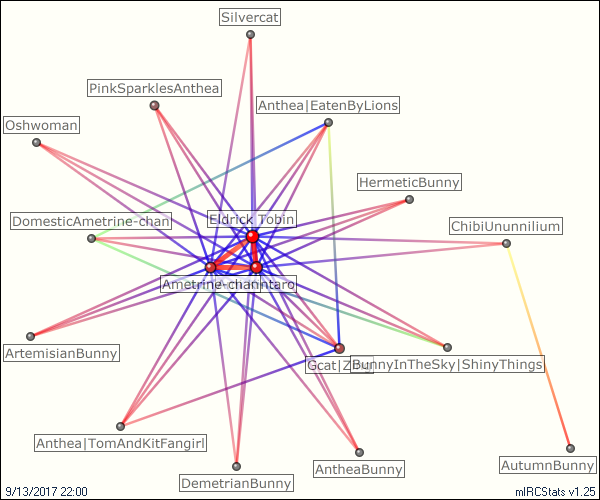 Silvercat
PinkSparklesAnthea
Anthea|EatenByLions
Oshwoman
HermeticBunny
Eldrick Tobin
DomesticAmetrine-chan
ChibiUnunnilium
Ametrine-chan
ntaro
ArtemisianBunny
Gcat|Z
BunnyInTheSky|ShinyThings
Anthea|TomAndKitFangirl
AntheaBunny
AutumnBunny
DemetrianBunny
9/13/2017 22:00
mIRCStats v1.25